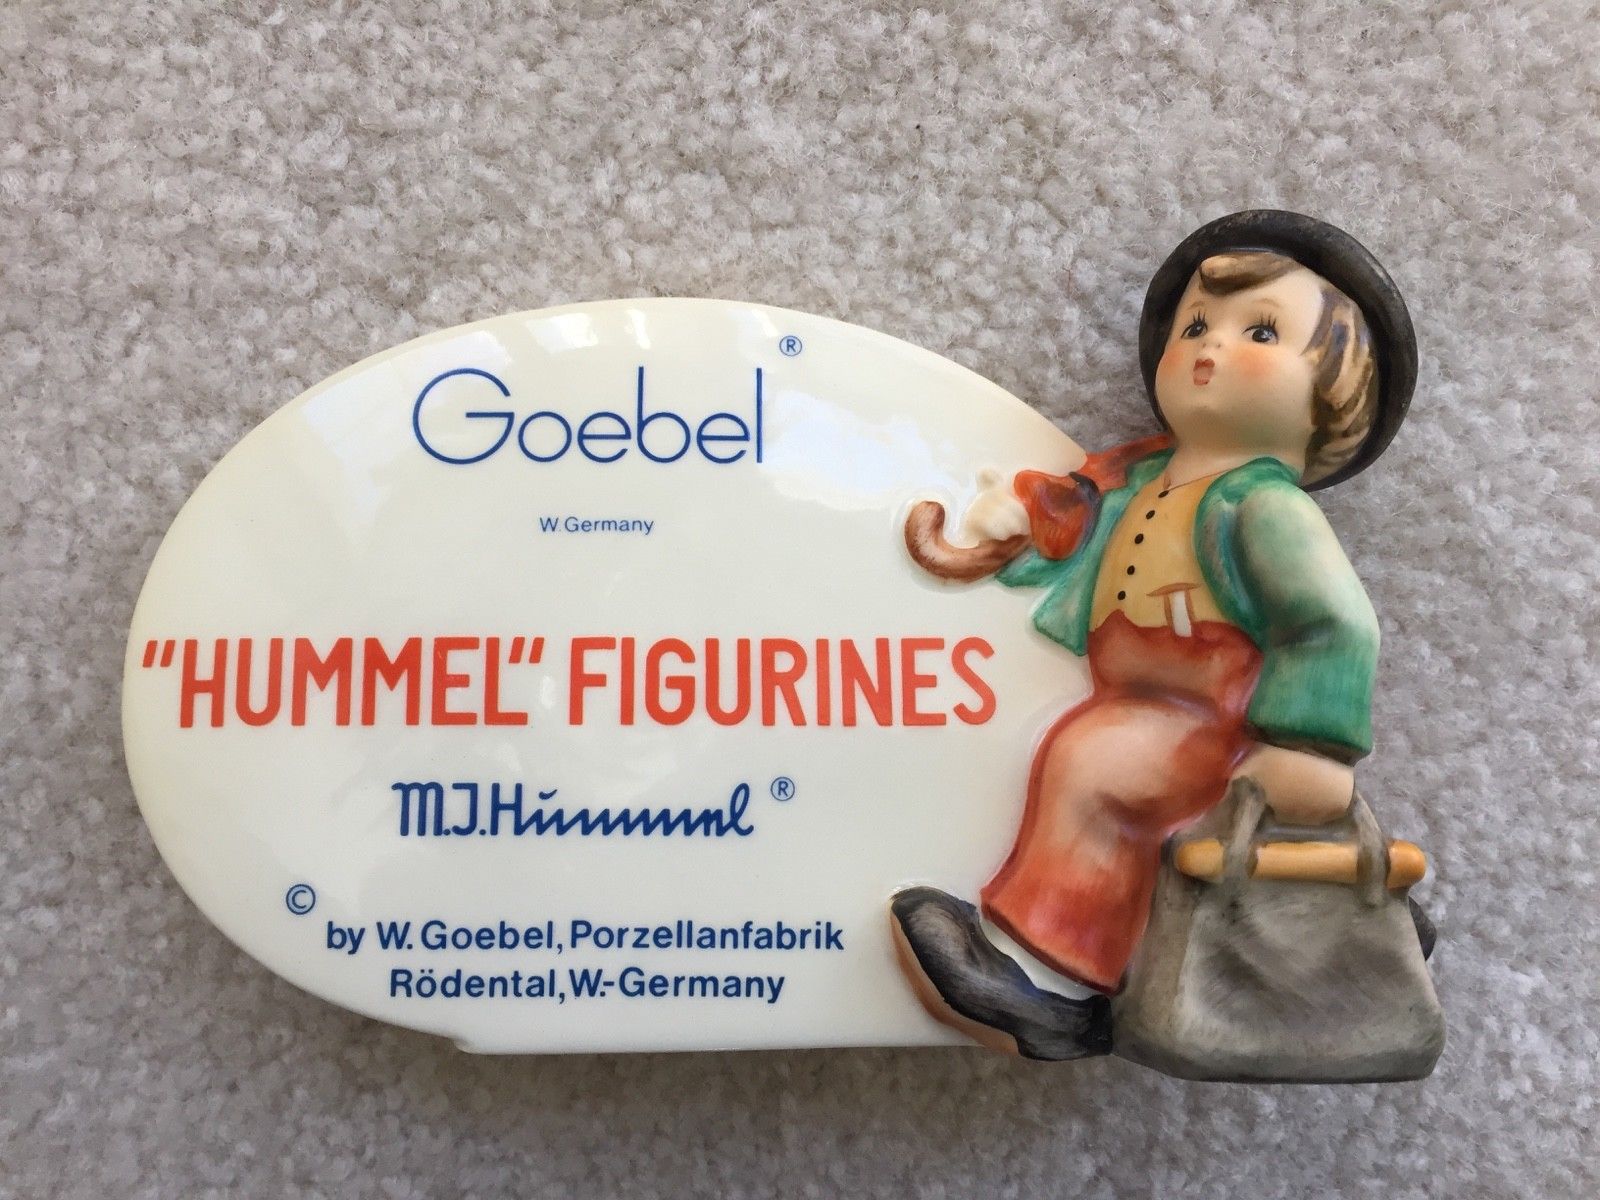 Goebel®
W. Germany
"HUMMEL" FIGURINES
M.J.Hummel ®
© by W. Goebel, Porzellanfabrik
Rödental, W.-Germany